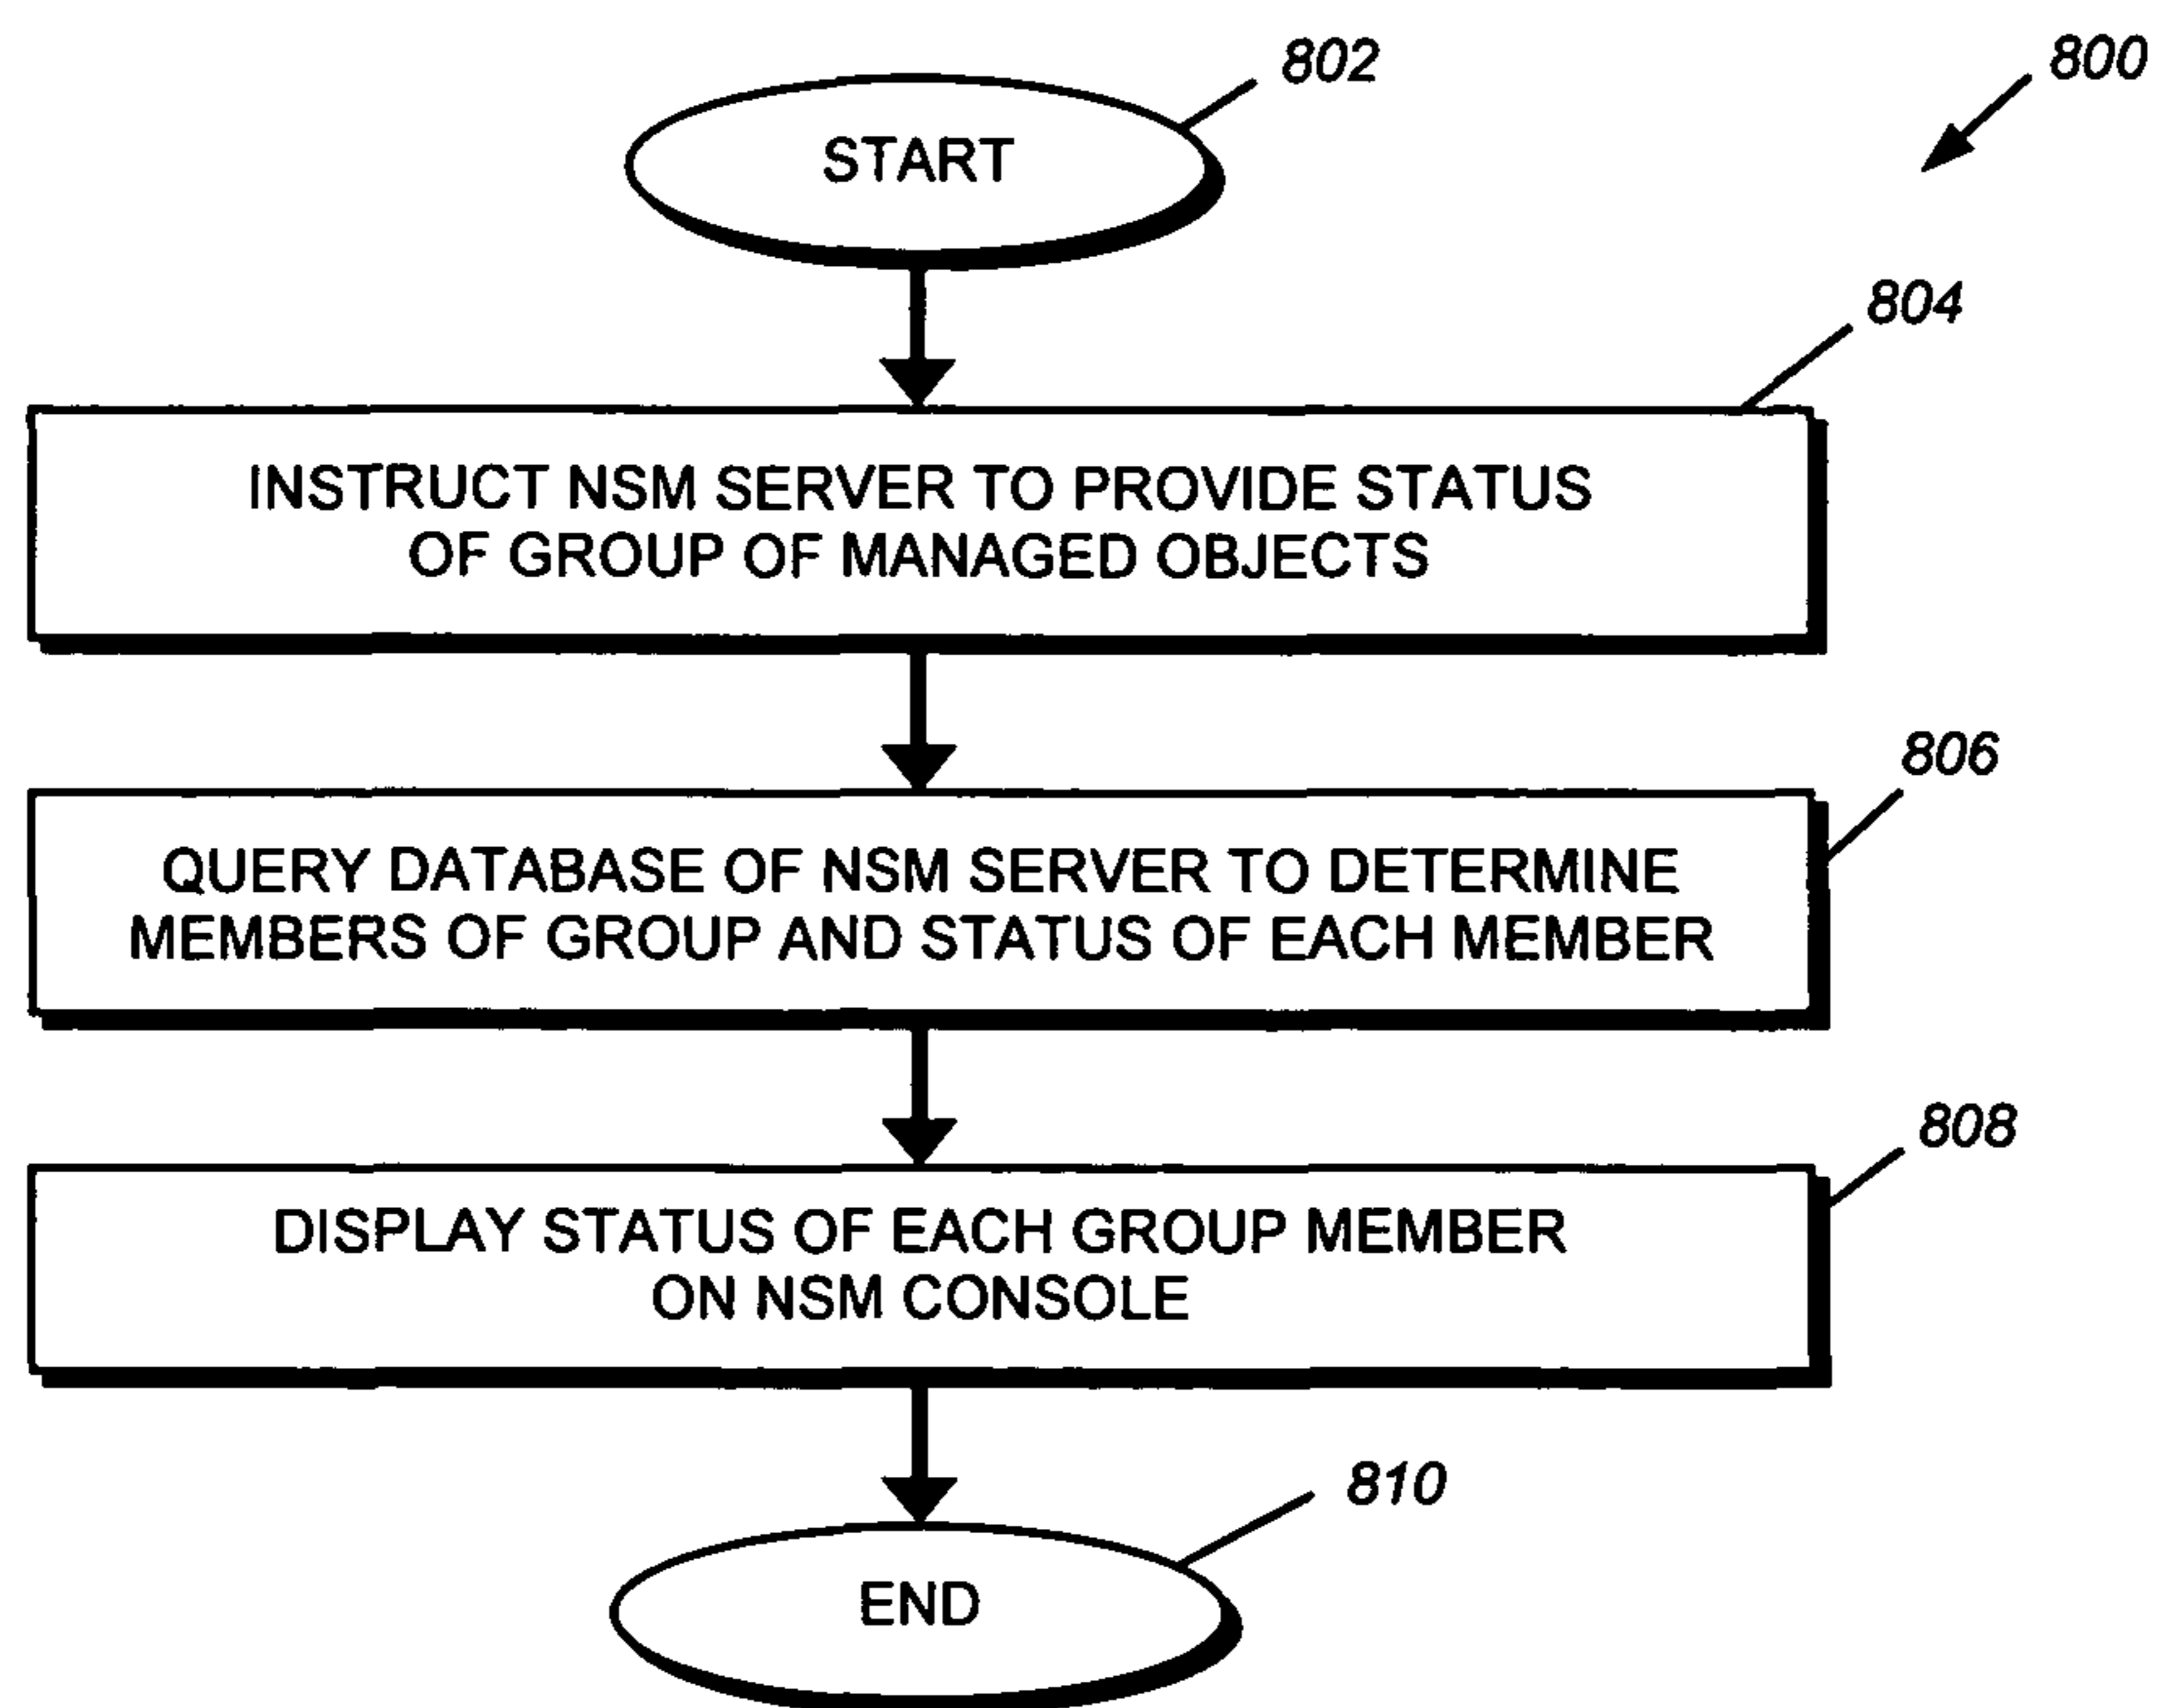 802
800
START
804
INSTRUCT NSM SERVER TO PROVIDE STATUS
OF GROUP OF MANAGED OBJECTS
806
QUERY DATABASE OF NSM SERVER TO DETERMINE
MEMBERS OF GROUP AND STATUS OF EACH MEMBER
808
DISPLAY STATUS OF EACH GROUP MEMBER
ON NSM CONSOLE
810
END